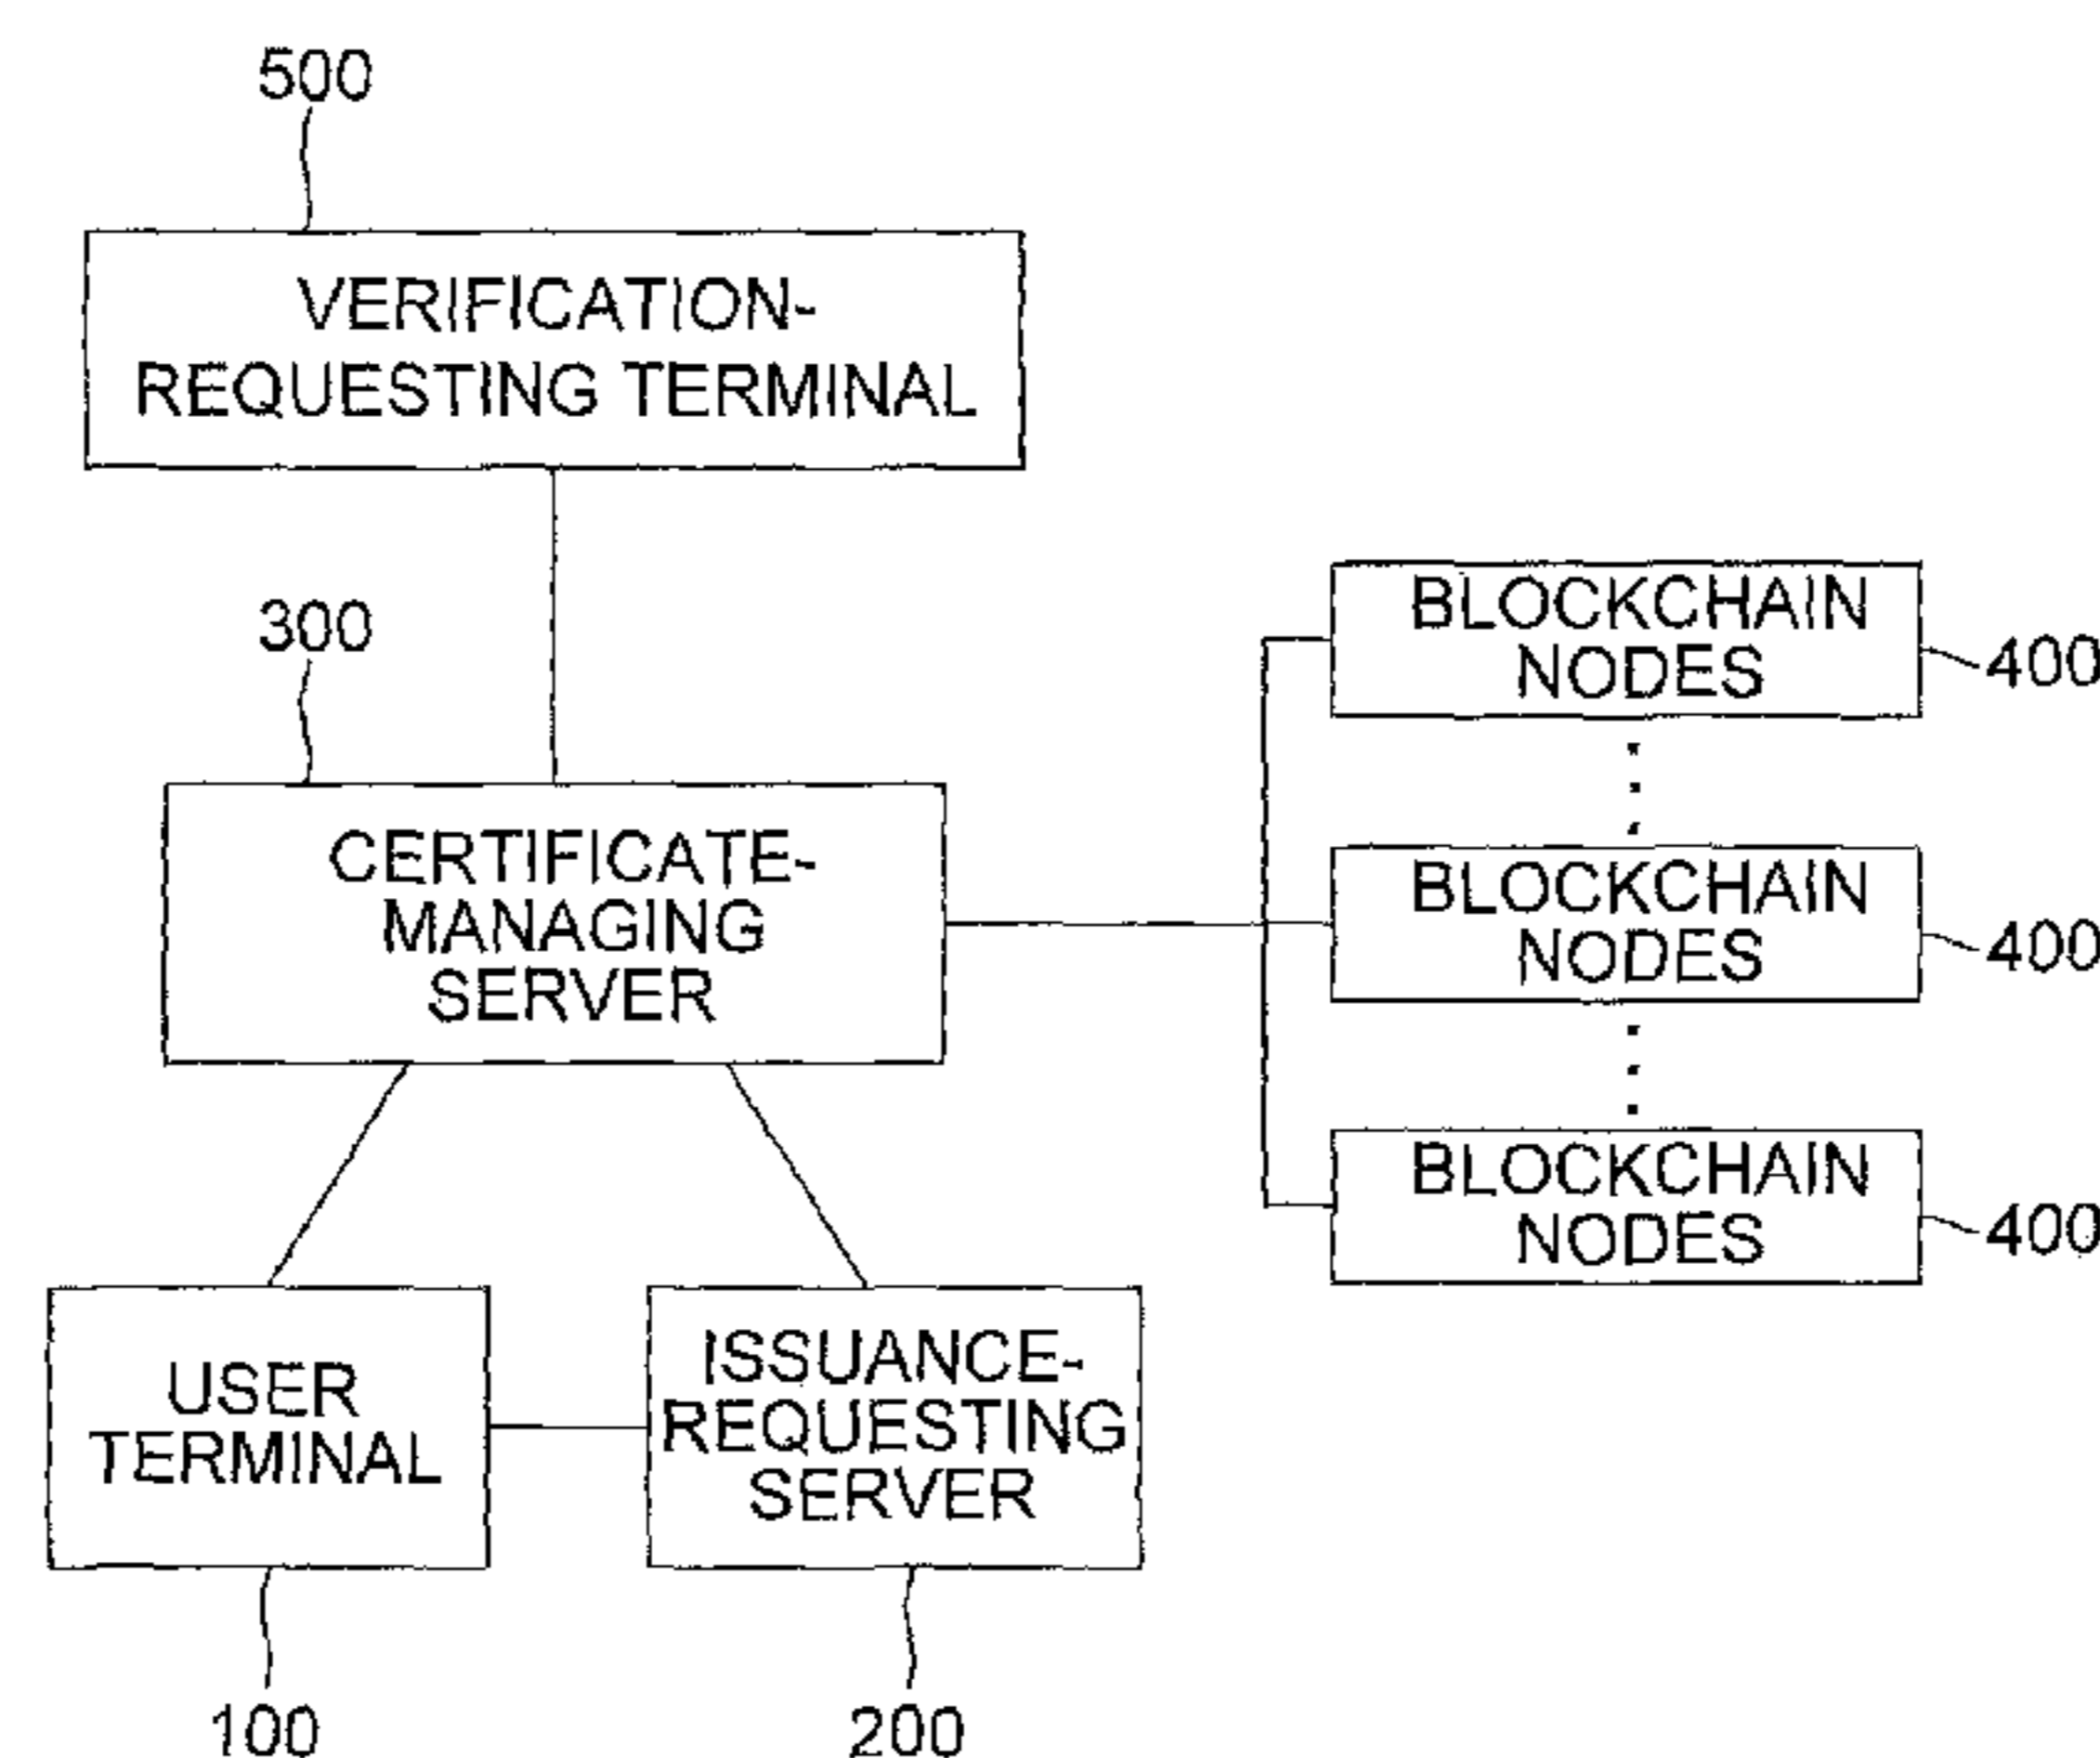 500
VERIFICATION-
REQUESTING TERMINAL
300
CERTIFICATE-
MANAGING
SERVER
BLOCKCHAIN
NODES
400
BLOCKCHAIN
NODES
400
BLOCKCHAIN
NODES
400
USER
TERMINAL
100
ISSUANCE-
REQUESTING
SERVER
200